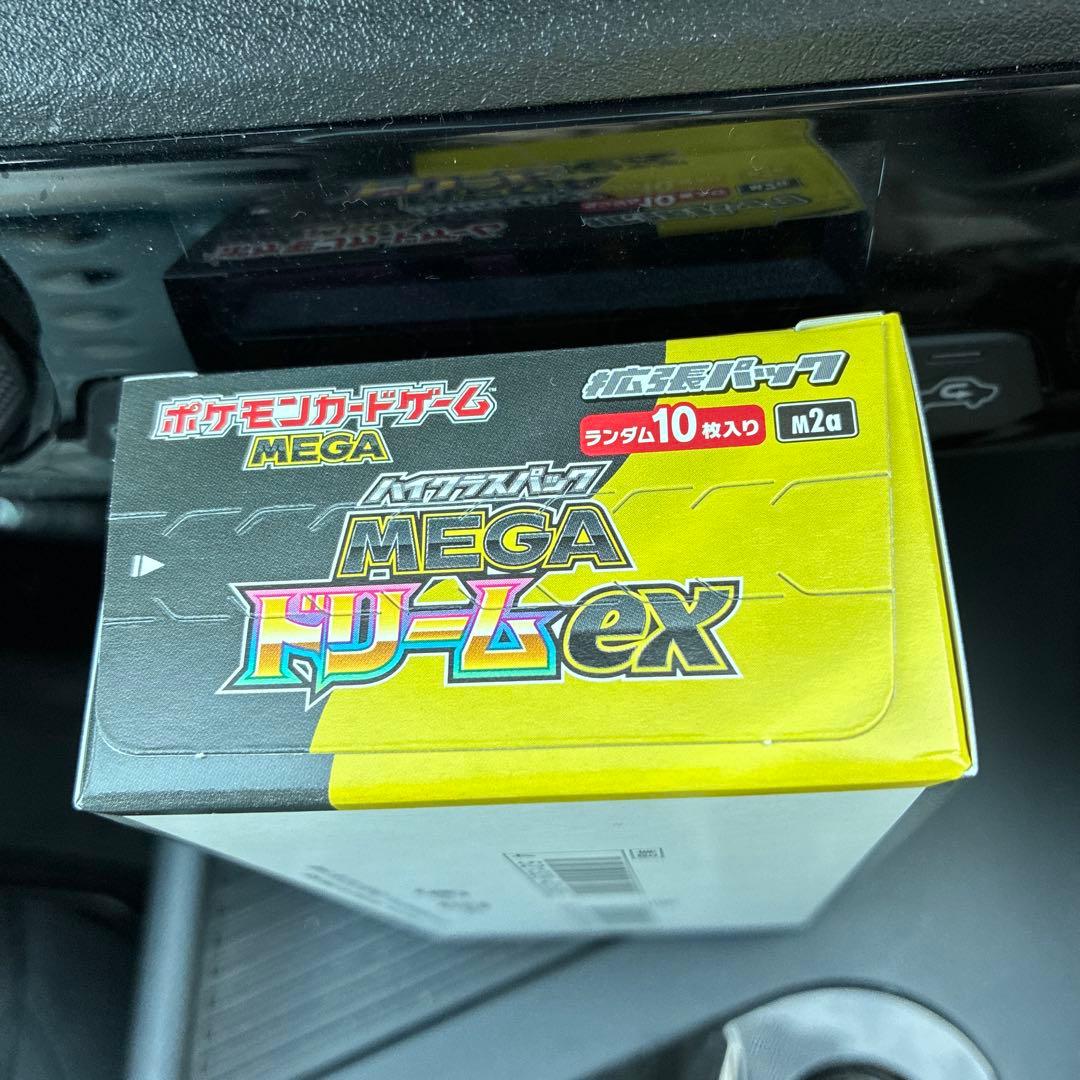 ポケモンカードゲーム
MEGA
拡張パック
ランダム10枚入り
M2a
ハイクラスパック
MEGA
ドリームex